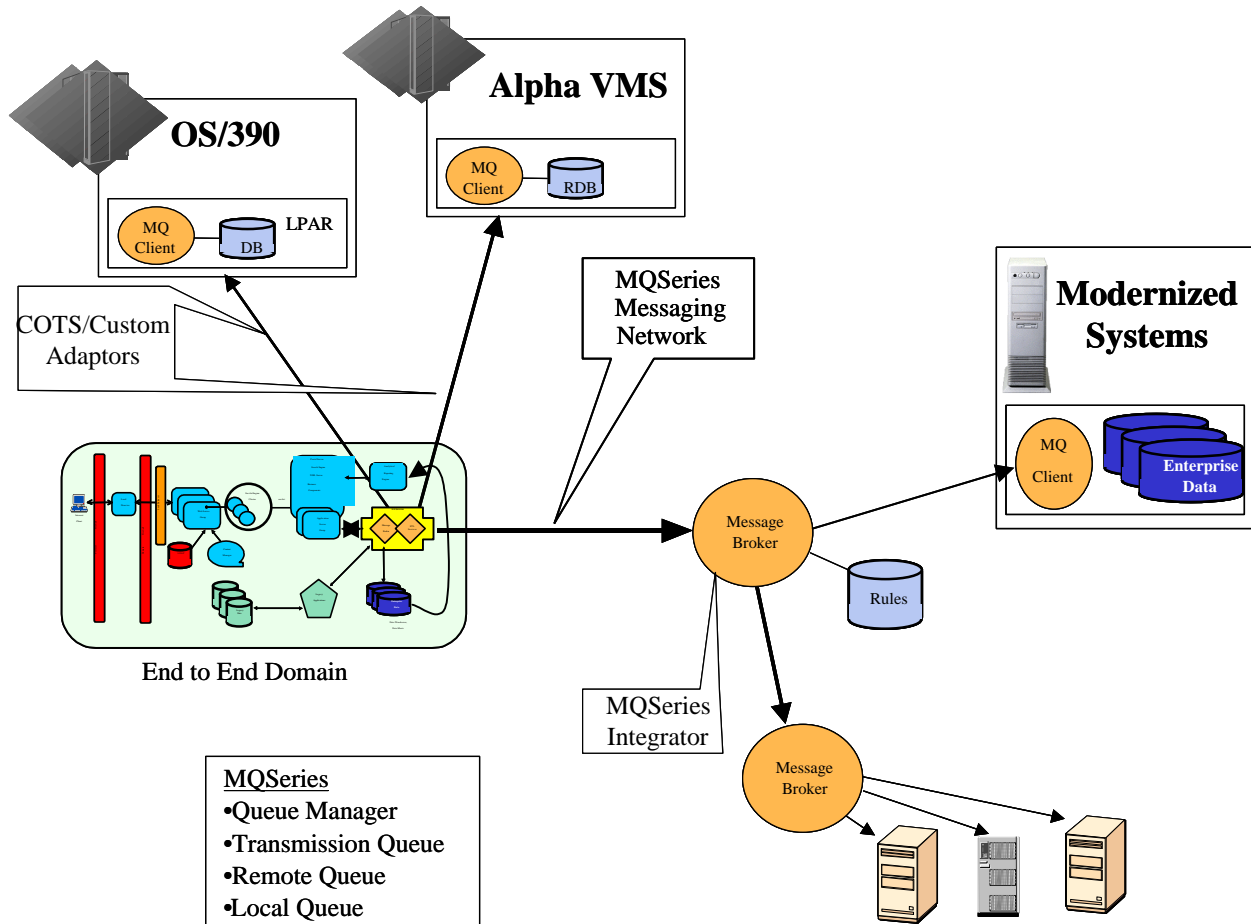 Alpha VMS
OS/390
MQ
Client
RDB
MQ
Client
DB
LPAR
MQSeries
Messaging
Network
Modernized
Systems
COTS/Custom
Adaptors
MQ
Client
Enterprise
Data
Message
Broker
Rules
End to End Domain
MQSeries
Integrator
Message
Broker
MQSeries
•Queue Manager
•Transmission Queue
•Remote Queue
•Local Queue